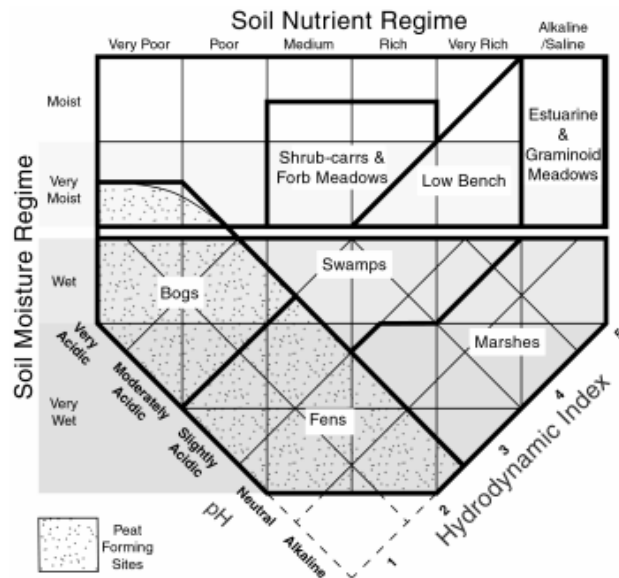 Soil Nutrient Regime
Very Poor
Poor
Medium
Rich
Very Rich
Alkaline
/Saline
Soil Moisture Regime
Moist
Very
Moist
Wet
Very
Wet
Estuarine
&
Graminoid
Meadows
Shrub-carrs &
Forb Meadows
Low Bench
Swamps
Bogs
Marshes
Fens
Very
Acidic
Moderately
Acidic
Slightly
Acidic
Neutral
Alkaline
pH
1
2
3
4
5
Hydrodynamic Index
Peat
Forming
Sites